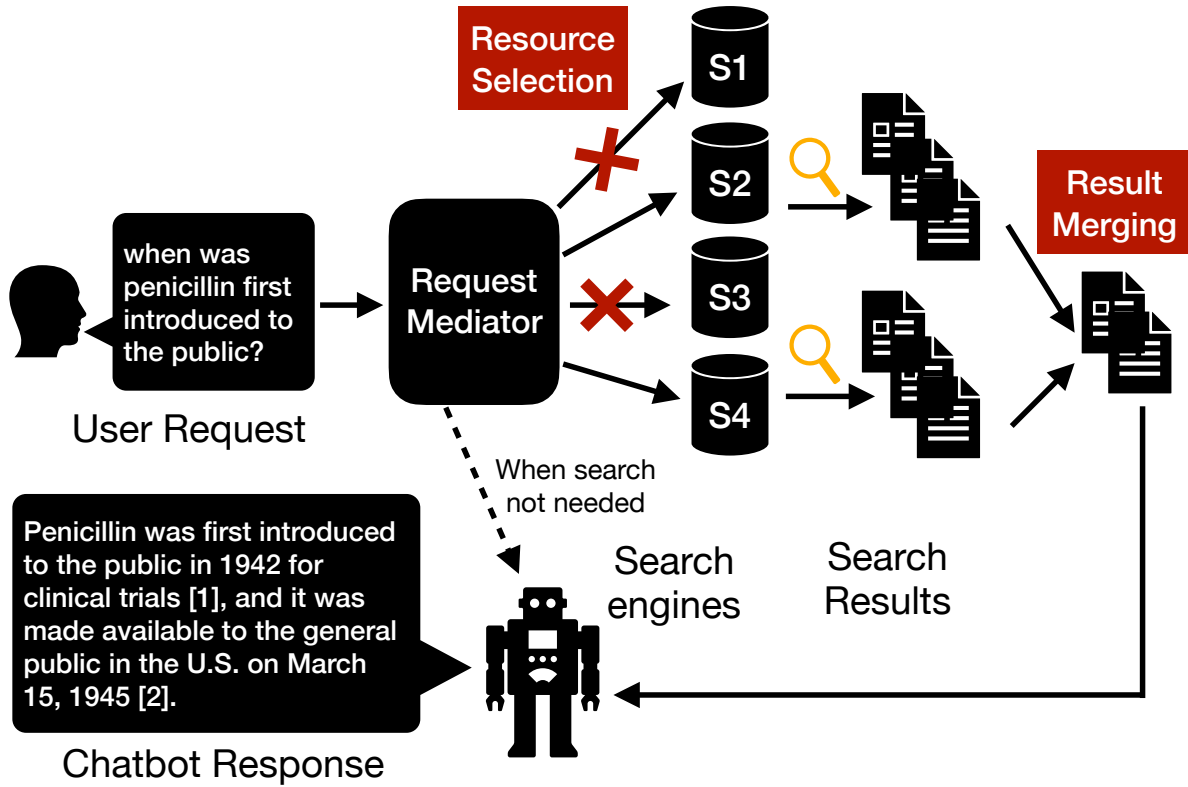 Resource
Selection
S1
S2
S3
S4
Result
Merging
when was
penicillin first
introduced to
the public?
User Request
Request
Mediator
When search
not needed
Search
engines
Search
Results
Penicillin was first introduced
to the public in 1942 for
clinical trials [1], and it was
made available to the general
public in the U.S. on March
15, 1945 [2].
Chatbot Response